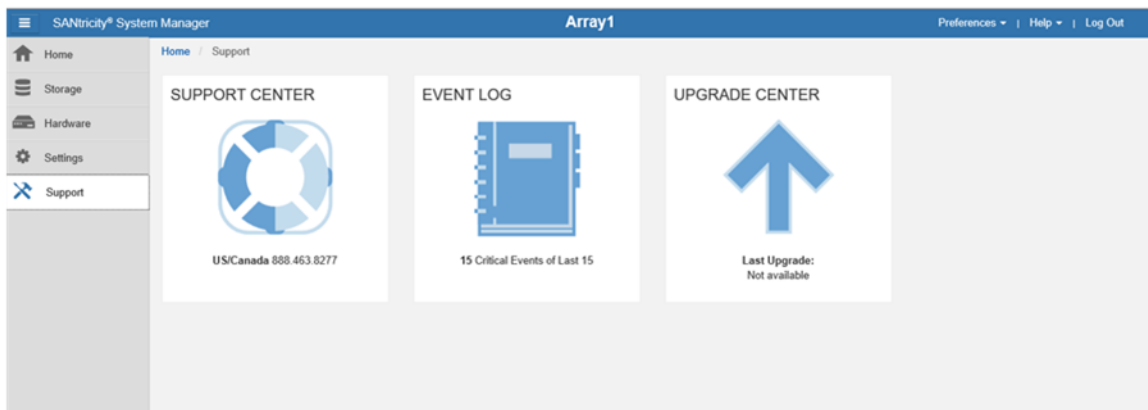 SANtricity® System Manager
Array1
Preferences | Help | Log Out
Home
Storage
Hardware
Settings
Support
Home / Support
SUPPORT CENTER
US/Canada 888.463.8277
EVENT LOG
15 Critical Events of Last 15
UPGRADE CENTER
Last Upgrade:
Not available